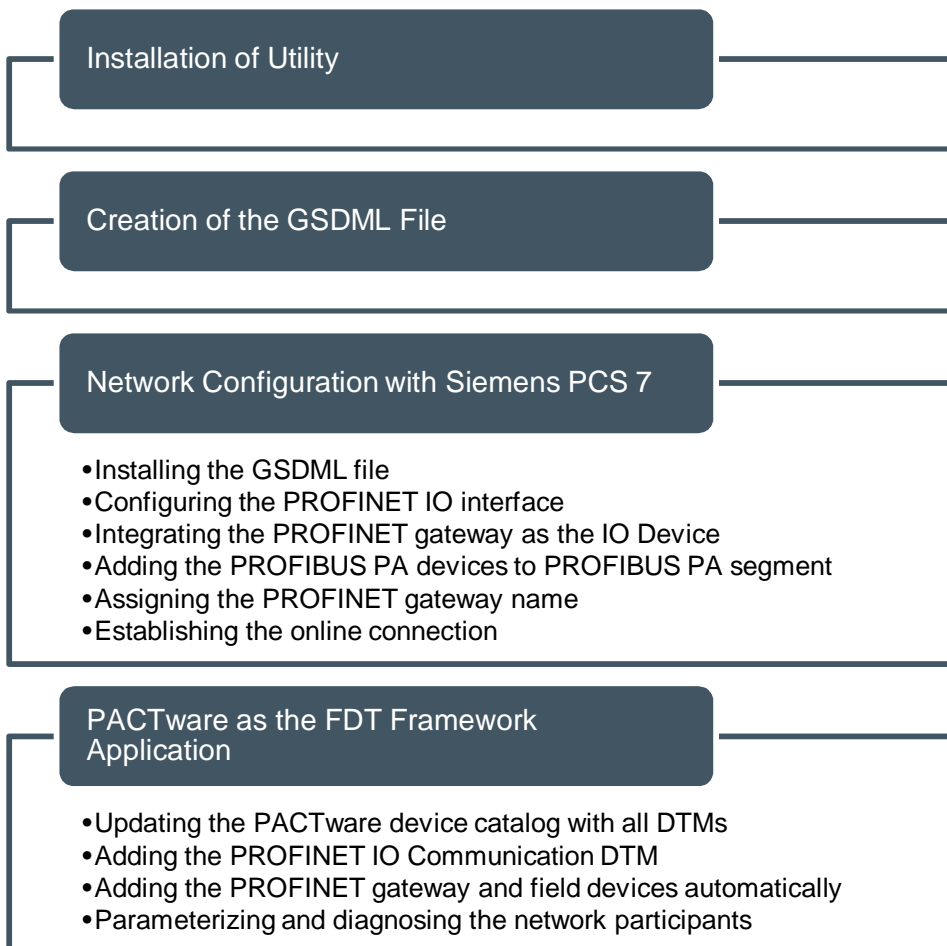 Installation of Utility
Creation of the GSDML File
Network Configuration with Siemens PCS 7
•Installing the GSDML file
•Configuring the PROFINET IO interface
•Integrating the PROFINET gateway as the IO Device
•Adding the PROFIBUS PA devices to PROFIBUS PA segment
•Assigning the PROFINET gateway name
•Establishing the online connection
PACTware as the FDT Framework
Application
•Updating the PACTware device catalog with all DTMs
•Adding the PROFINET IO Communication DTM
•Adding the PROFINET gateway and field devices automatically
•Parameterizing and diagnosing the network participants